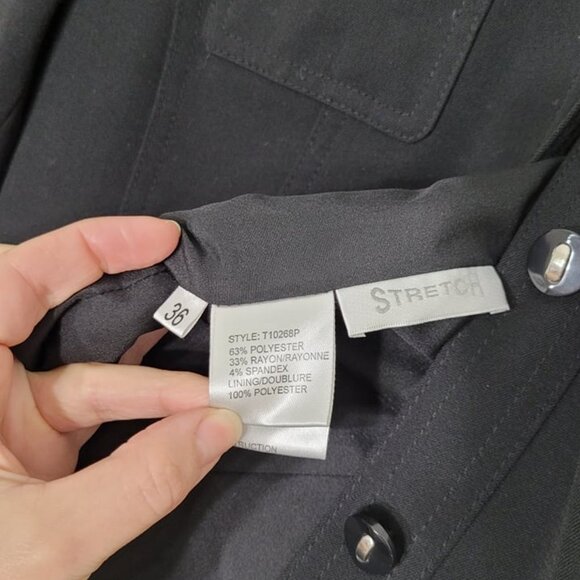 36
STYLE: T10268P
63% POLYESTER
33% RAYON/RAYONNE
4% SPANDEX
LINING/DOUBLURE
100% POLYESTER
STRETCH